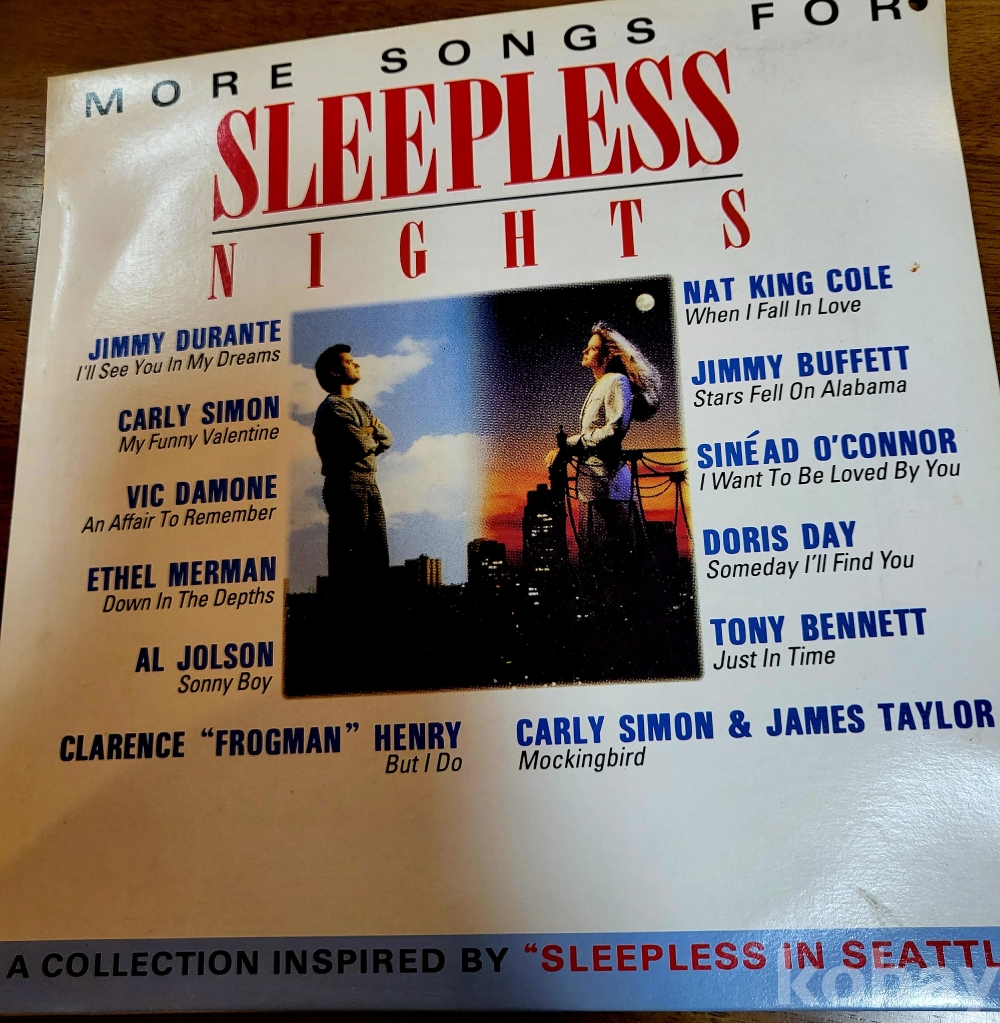 MORE SONGS FOR
SLEEPLESS
NIGHTS
JIMMY DURANTE
I'll See You In My Dreams
CARLY SIMON
My Funny Valentine
VIC DAMONE
An Affair To Remember
ETHEL MERMAN
Down In The Depths
AL JOLSON
Sonny Boy
CLARENCE “FROGMAN” HENRY
But I Do
NAT KING COLE
When I Fall In Love
JIMMY BUFFETT
Stars Fell On Alabama
SINÉAD O'CONNOR
I Want To Be Loved By You
DORIS DAY
Someday I'll Find You
TONY BENNETT
Just In Time
CARLY SIMON & JAMES TAYLOR
Mockingbird
A COLLECTION INSPIRED BY “SLEEPLESS IN SEATTL